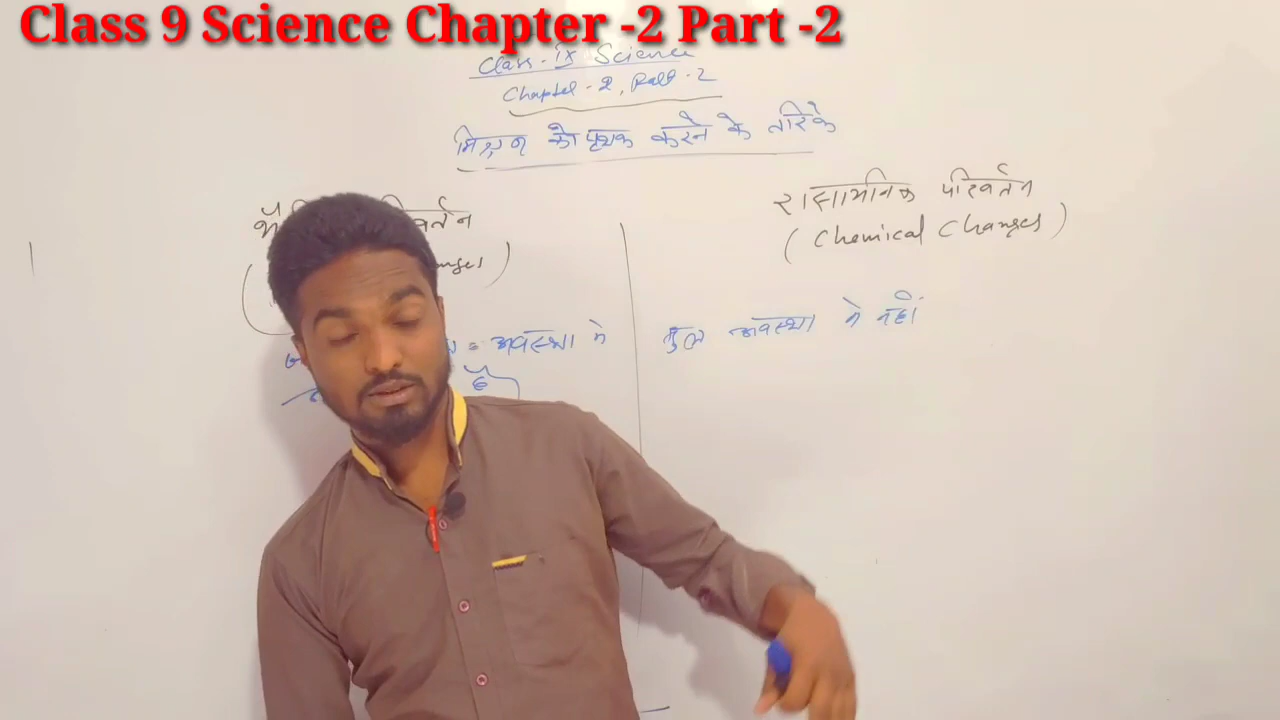 Class 9 Science Chapter -2 Part -2
Class - IX Science
Chapter - 2, Part - 2
मिश्रण को पृथक करने के तरिके
रासायनिक परिवर्तन
(Chemical Changes)
अवस्था मे
है
मुल अवस्था मे नहीं